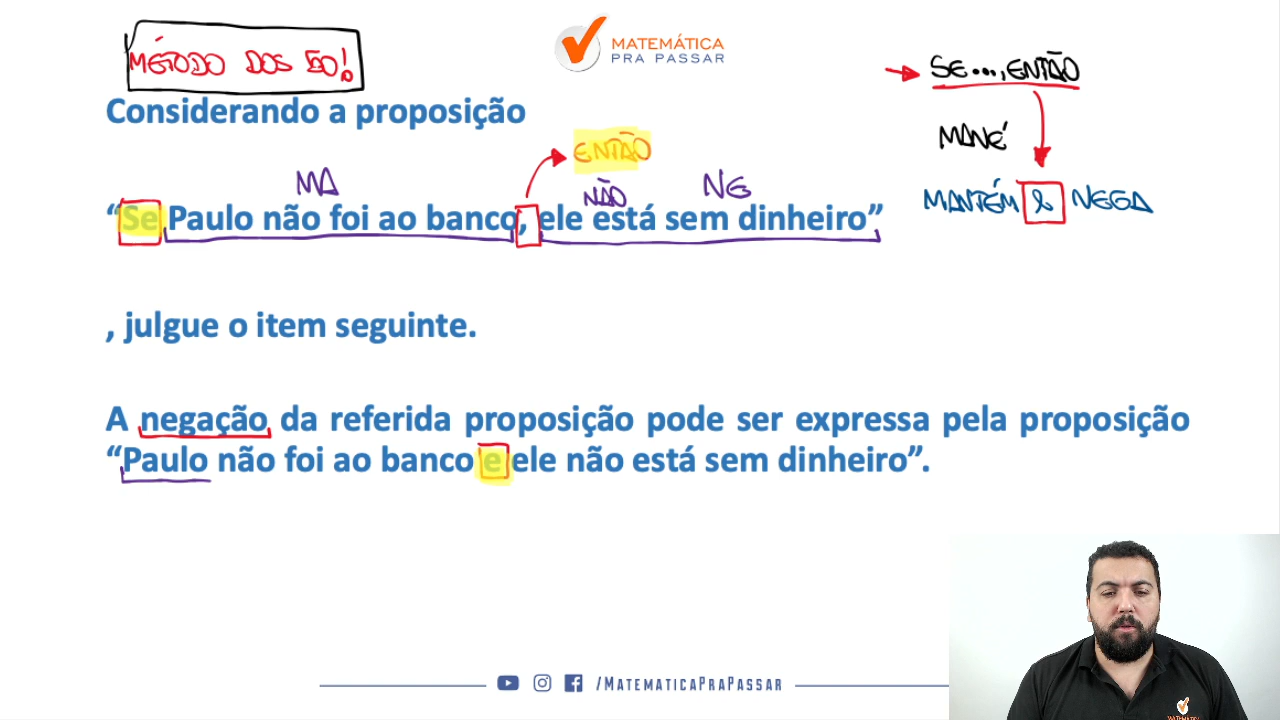 MÉTODO DOS 50!
MATEMÁTICA
PRA PASSAR
SE...,ENTÃO
Considerando a proposição
ENTÃO
MANÉ
MA
NÃO
NE
MANTÉM & NEGA
“Se Paulo não foi ao banco, ele está sem dinheiro”
, julgue o item seguinte.
A negação da referida proposição pode ser expressa pela proposição
“Paulo não foi ao banco e ele não está sem dinheiro”.
/MATEMATICAPRAPASSAR